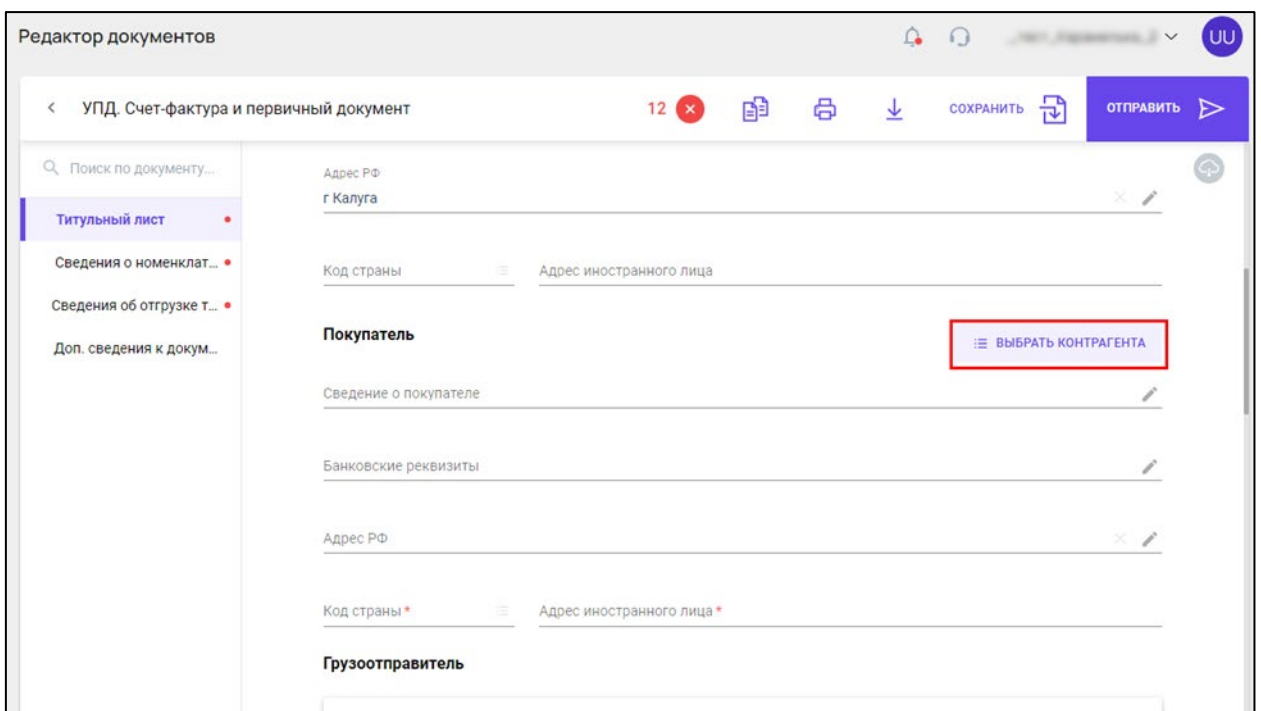 Редактор документов
UU
УПД. Счет-фактура и первичный документ
12
СОХРАНИТЬ
ОТПРАВИТЬ
Поиск по документу...
Титульный лист
Сведения о номенклат...
Сведения об отгрузке т...
Доп. сведения к докум...
Адрес РФ
г Калуга
Код страны
Адрес иностранного лица
Покупатель
ВЫБРАТЬ КОНТРАГЕНТА
Сведение о покупателе
Банковские реквизиты
Адрес РФ
Код страны *
Адрес иностранного лица *
Грузоотправитель